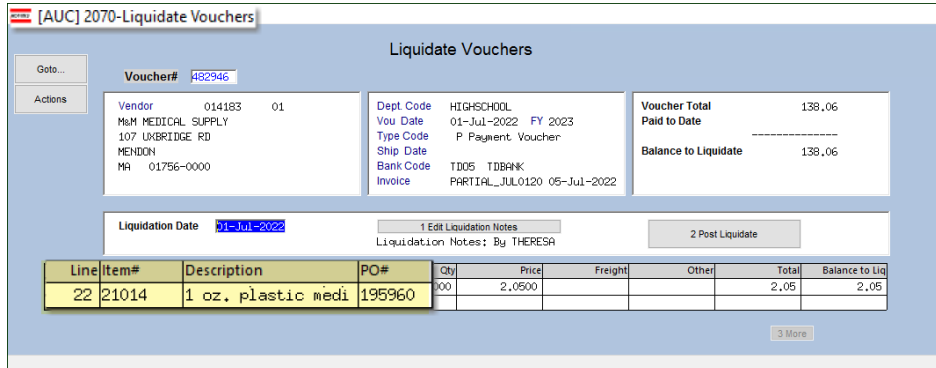 [AUC] 2070-Liquidate Vouchers
Liquidate Vouchers
Goto...
Actions
Voucher# 482946
Vendor 014183 01
M&M MEDICAL SUPPLY
107 UXBRIDGE RD
MENDON
MA 01756-0000
Dept. Code HIGHSCHOOL
Vou Date 01-Jul-2022 FY 2023
Type Code P Payment Voucher
Ship Date
Bank Code TD05 TDBANK
Invoice PARTIAL_JUL0120 05-Jul-2022
Voucher Total 138.06
Paid to Date
--------------
Balance to Liquidate 138.06
Liquidation Date 01-Jul-2022
1 Edit Liquidation Notes
Liquidation Notes: By THERESA
2 Post Liquidate
Line Item# Description PO# Qty Price Freight Other Total Balance to Liq
22 21014 1 oz. plastic medi 195960 000 2.0500 2.05 2.05
3 More